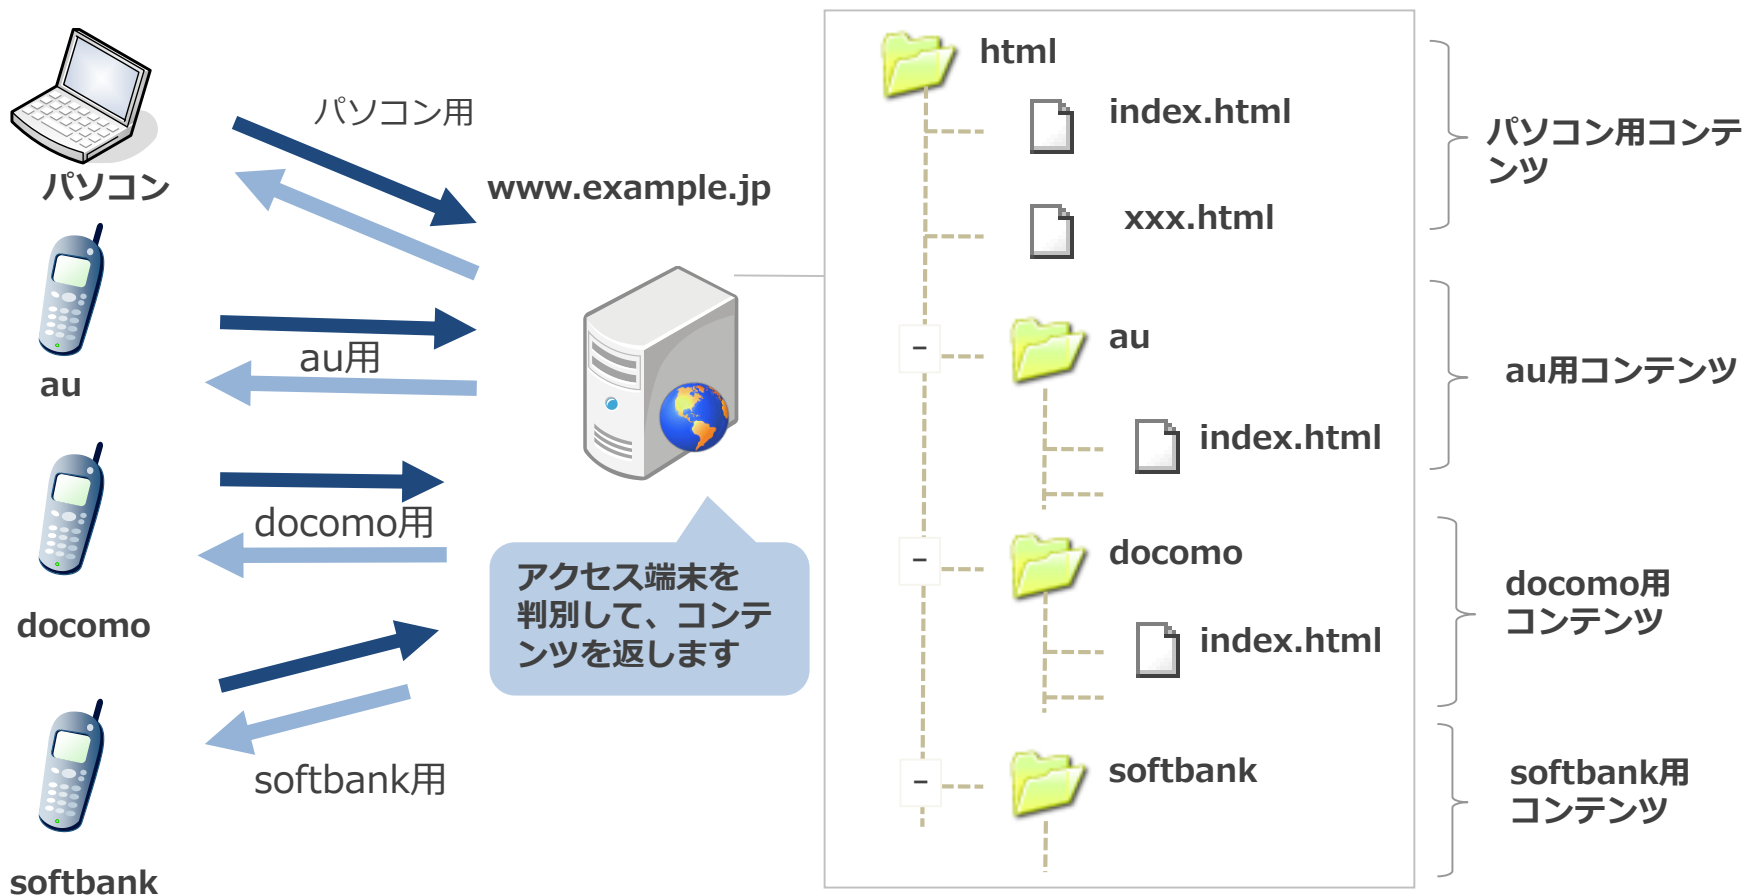 パソコン用
パソコン
www.example.jp
au用
au
docomo用
docomo
アクセス端末を
判別して、コンテ
ンツを返します
softbank用
softbank
html
index.html
xxx.html
パソコン用コンテ
ンツ
− au
index.html
au用コンテンツ
− docomo
index.html
docomo用
コンテンツ
− softbank
softbank用
コンテンツ